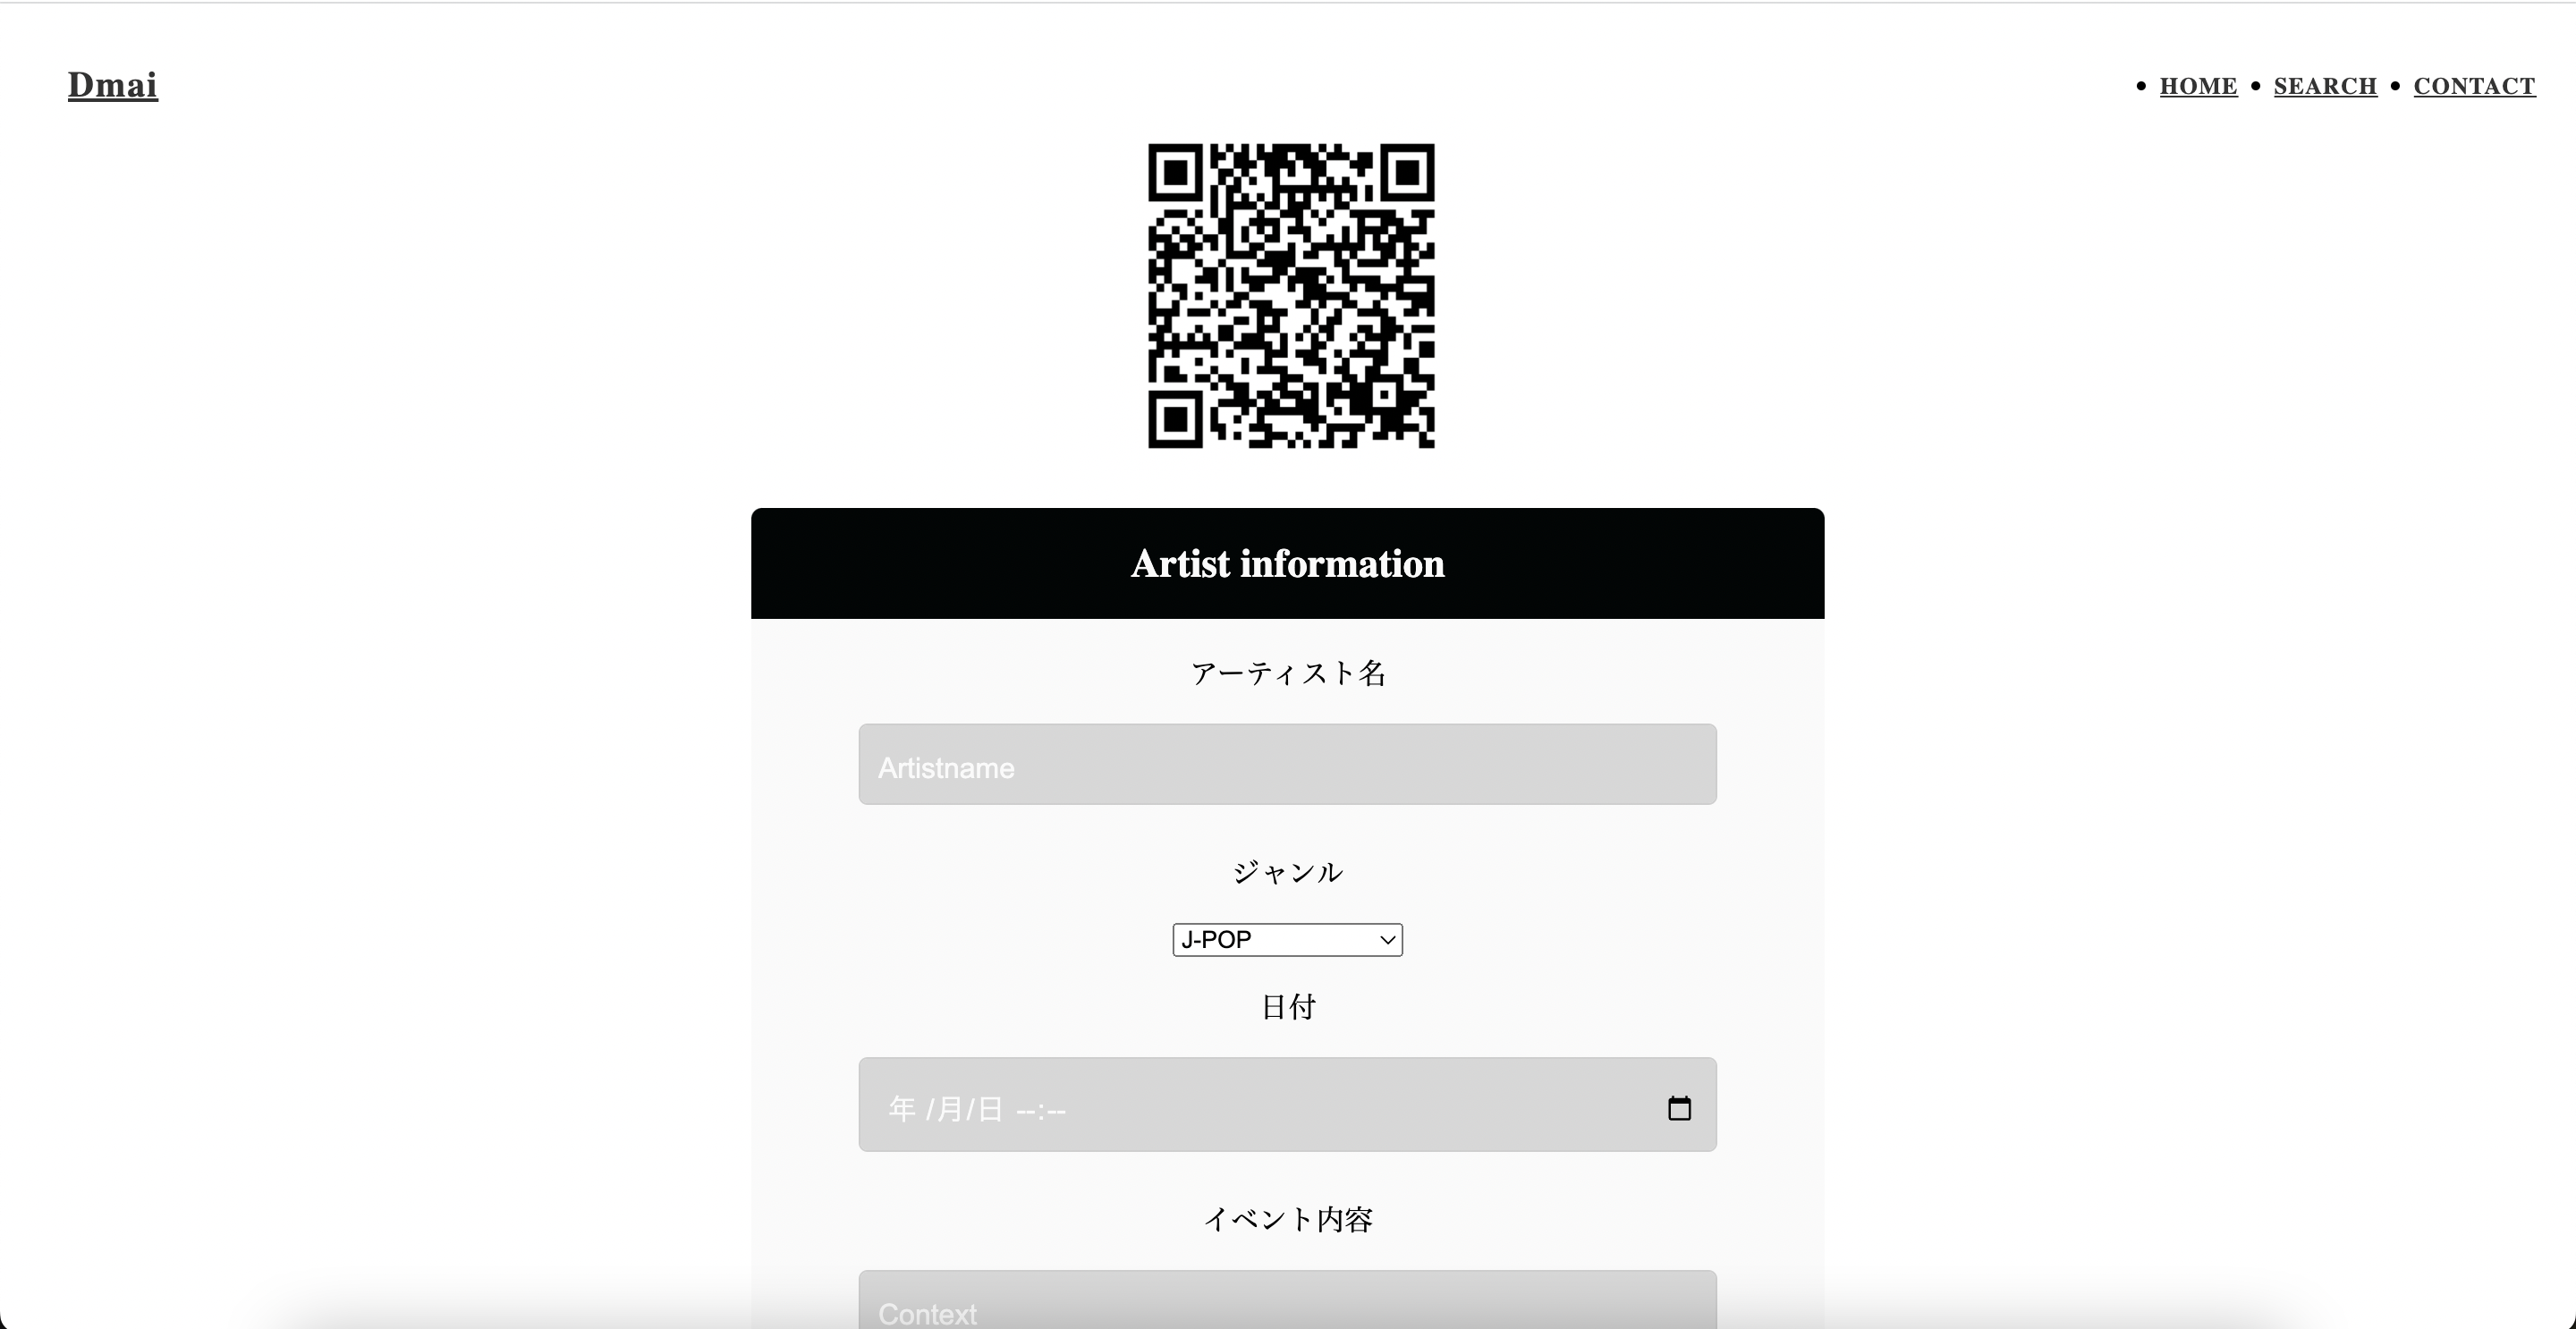 Dmai
HOME SEARCH CONTACT
Artist information
アーティスト名
Artistname
ジャンル
J-POP
日付
年 /月/日 --:--
イベント内容
Context